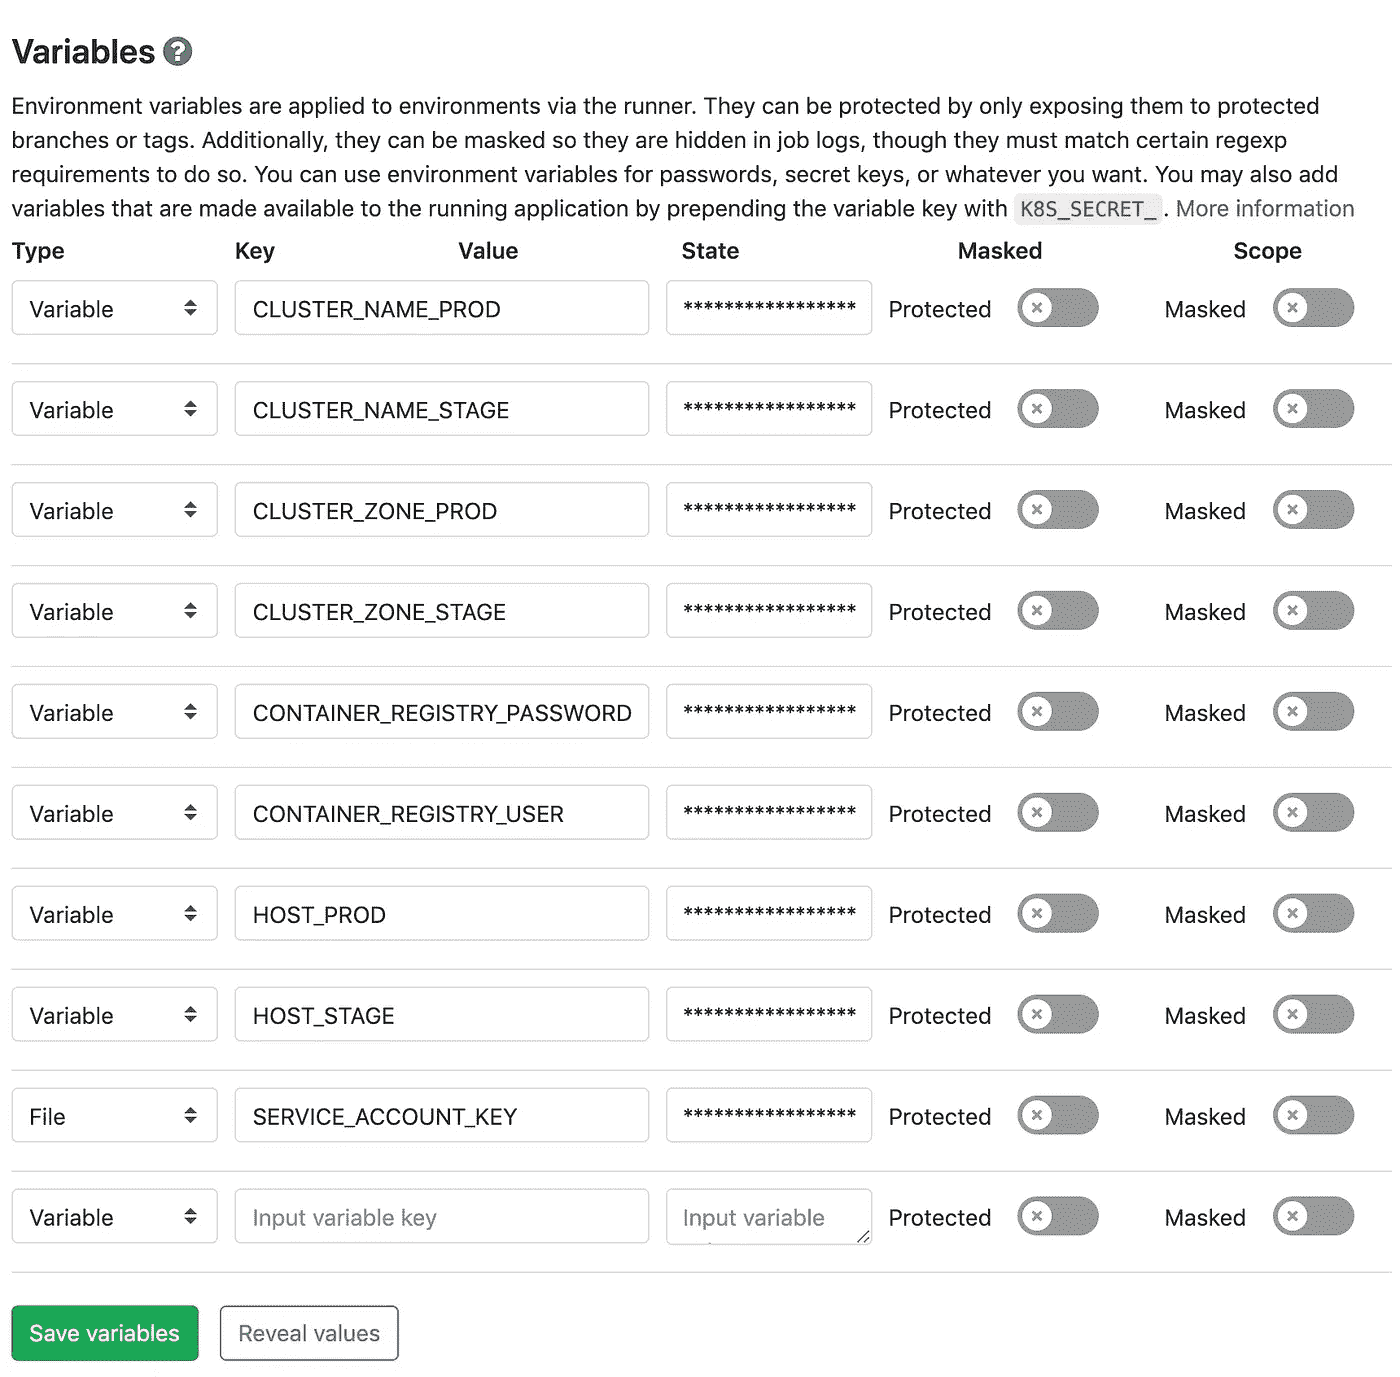 Variables ?
Environment variables are applied to environments via the runner. They can be protected by only exposing them to protected
branches or tags. Additionally, they can be masked so they are hidden in job logs, though they must match certain regexp
requirements to do so. You can use environment variables for passwords, secret keys, or whatever you want. You may also add
variables that are made available to the running application by prepending the variable key with K8S_SECRET_ . More information
Type Key Value State Masked Scope
Variable CLUSTER_NAME_PROD ***************** Protected Masked
Variable CLUSTER_NAME_STAGE ***************** Protected Masked
Variable CLUSTER_ZONE_PROD ***************** Protected Masked
Variable CLUSTER_ZONE_STAGE ***************** Protected Masked
Variable CONTAINER_REGISTRY_PASSWORD ***************** Protected Masked
Variable CONTAINER_REGISTRY_USER ***************** Protected Masked
Variable HOST_PROD ***************** Protected Masked
Variable HOST_STAGE ***************** Protected Masked
File SERVICE_ACCOUNT_KEY ***************** Protected Masked
Variable Input variable key Input variable Protected Masked
Save variables Reveal values